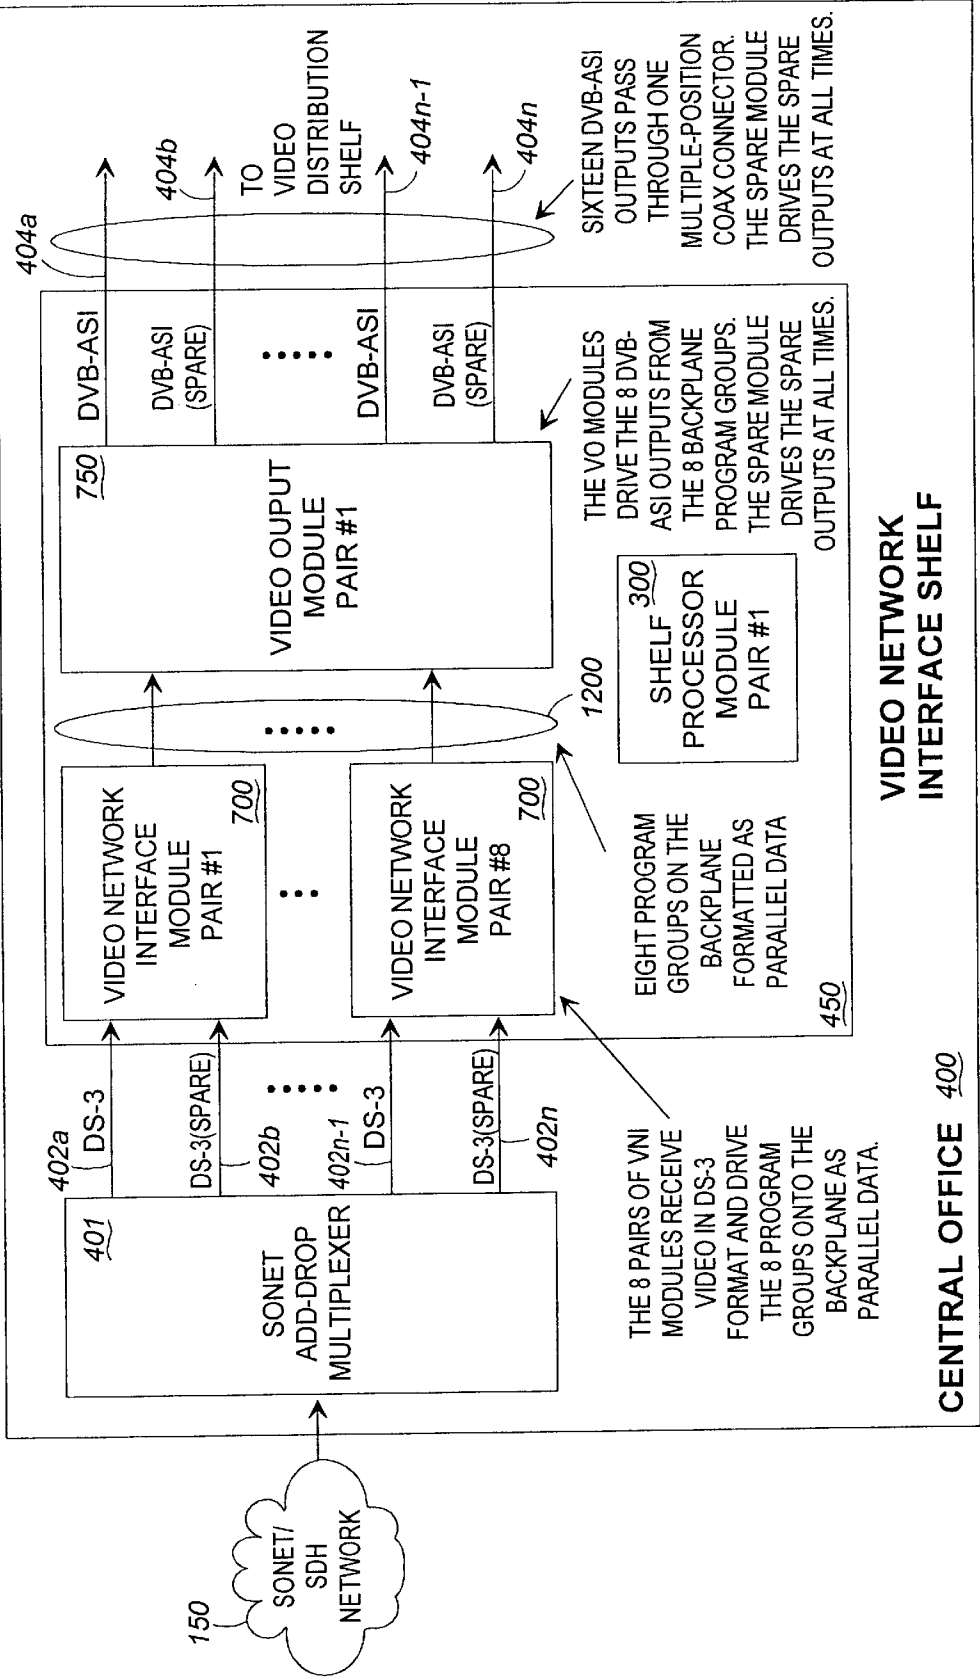 150
SONET/
SDH
NETWORK
401
SONET
ADD-DROP
MULTIPLEXER
402a
DS-3
DS-3(SPARE)
402b
402n-1
DS-3
DS-3(SPARE)
402n
VIDEO NETWORK
INTERFACE
MODULE
PAIR #1
700
VIDEO NETWORK
INTERFACE
MODULE
PAIR #8
700
1200
750
VIDEO OUPUT
MODULE
PAIR #1
300
SHELF
PROCESSOR
MODULE
PAIR #1
DVB-ASI
DVB-ASI
(SPARE)
DVB-ASI
DVB-ASI
(SPARE)
404a
404b
TO
VIDEO
DISTRIBUTION
SHELF
404n-1
404n
THE 8 PAIRS OF VNI
MODULES RECEIVE
VIDEO IN DS-3
FORMAT AND DRIVE
THE 8 PROGRAM
GROUPS ONTO THE
BACKPLANE AS
PARALLEL DATA.
EIGHT PROGRAM
GROUPS ON THE
BACKPLANE
FORMATTED AS
PARALLEL DATA
THE VO MODULES
DRIVE THE 8 DVB-
ASI OUTPUTS FROM
THE 8 BACKPLANE
PROGRAM GROUPS.
THE SPARE MODULE
DRIVES THE SPARE
OUTPUTS AT ALL TIMES.
SIXTEEN DVB-ASI
OUTPUTS PASS
THROUGH ONE
MULTIPLE-POSITION
COAX CONNECTOR.
THE SPARE MODULE
DRIVES THE SPARE
OUTPUTS AT ALL TIMES.
450
VIDEO NETWORK
INTERFACE SHELF
CENTRAL OFFICE 400